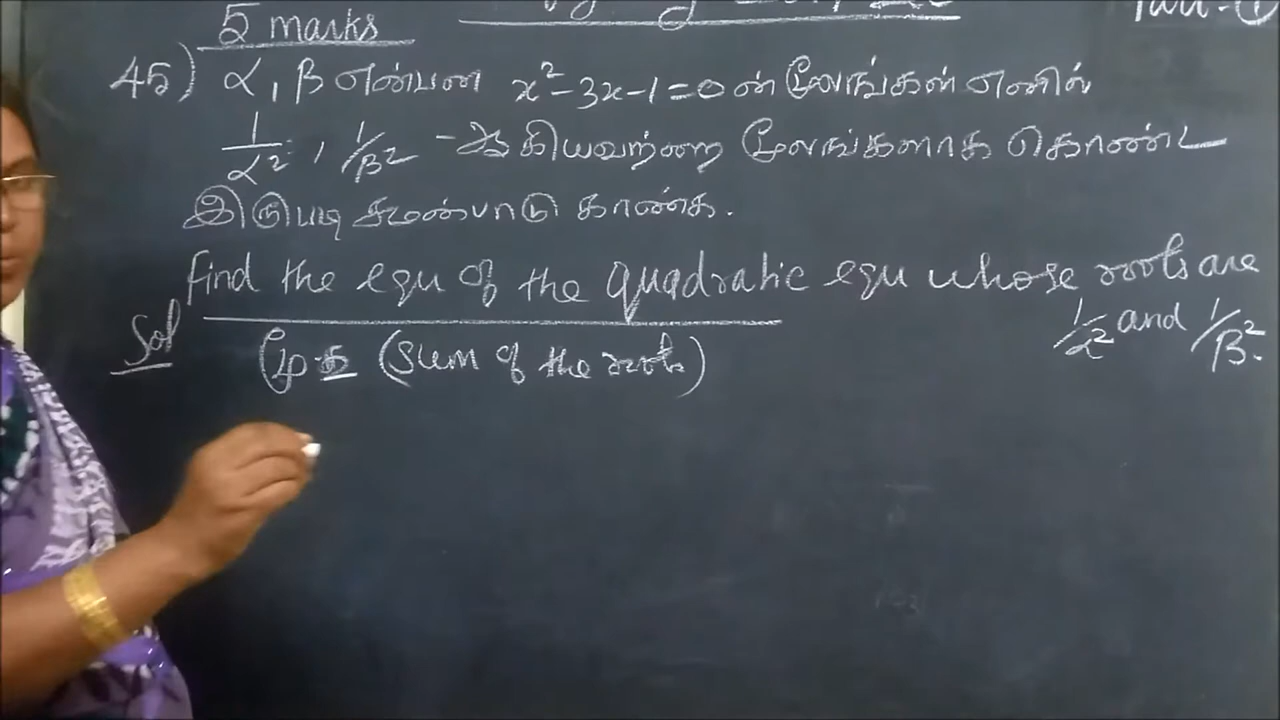 5 marks
45) α, β என்பன x²-3x-1=0 ன் மூலங்கள் எனில்
1/α², 1/β² -ஆகியவற்றை மூலங்களாக கொண்ட
இருபடி சமன்பாடு காண்க.
Find the equ of the quadratic equ whose roots are
1/α² and 1/β².
Sol
(sum of the roots)